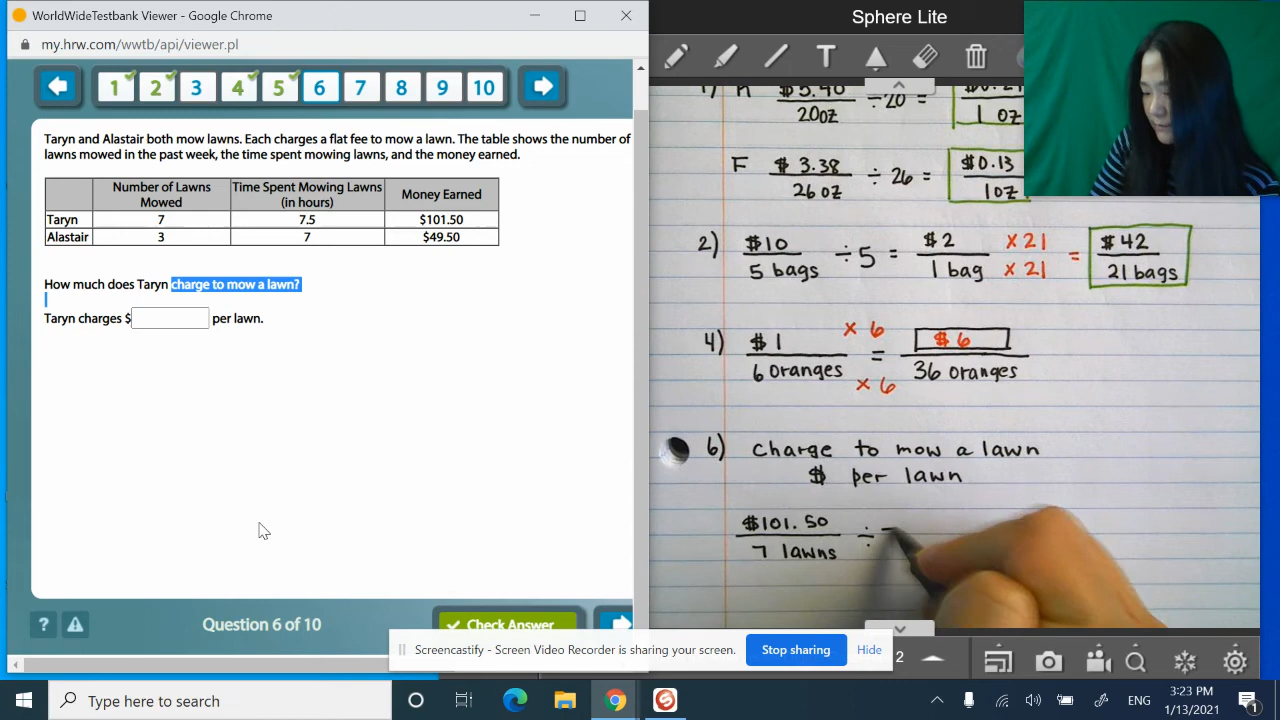 WorldWideTestbank Viewer - Google Chrome
my.hrw.com/wwtb/api/viewer.pl
1 2 3 4 5 6 7 8 9 10
Taryn and Alastair both mow lawns. Each charges a flat fee to mow a lawn. The table shows the number of
lawns mowed in the past week, the time spent mowing lawns, and the money earned.
Number of Lawns Mowed Time Spent Mowing Lawns (in hours) Money Earned
Taryn 7 7.5 $101.50
Alastair 3 7 $49.50
How much does Taryn charge to mow a lawn?
Taryn charges $ per lawn.
? Question 6 of 10 Check Answer
Sphere Lite
T
20oz ÷20 = 1 oz
F $3.38 ÷ 26 = $0.13
26 oz 1oz
2) $10 ÷5 = $2 x 21 = $42
5 bags 1 bag x 21 21 bags
4) $1 x 6 = $6
6 oranges x 6 36 oranges
6) charge to mow a lawn
$ per lawn
$101.50 ÷
7 lawns
Screencastify - Screen Video Recorder is sharing your screen. Stop sharing Hide
2
Type here to search
ENG
3:23 PM
1/13/2021
1